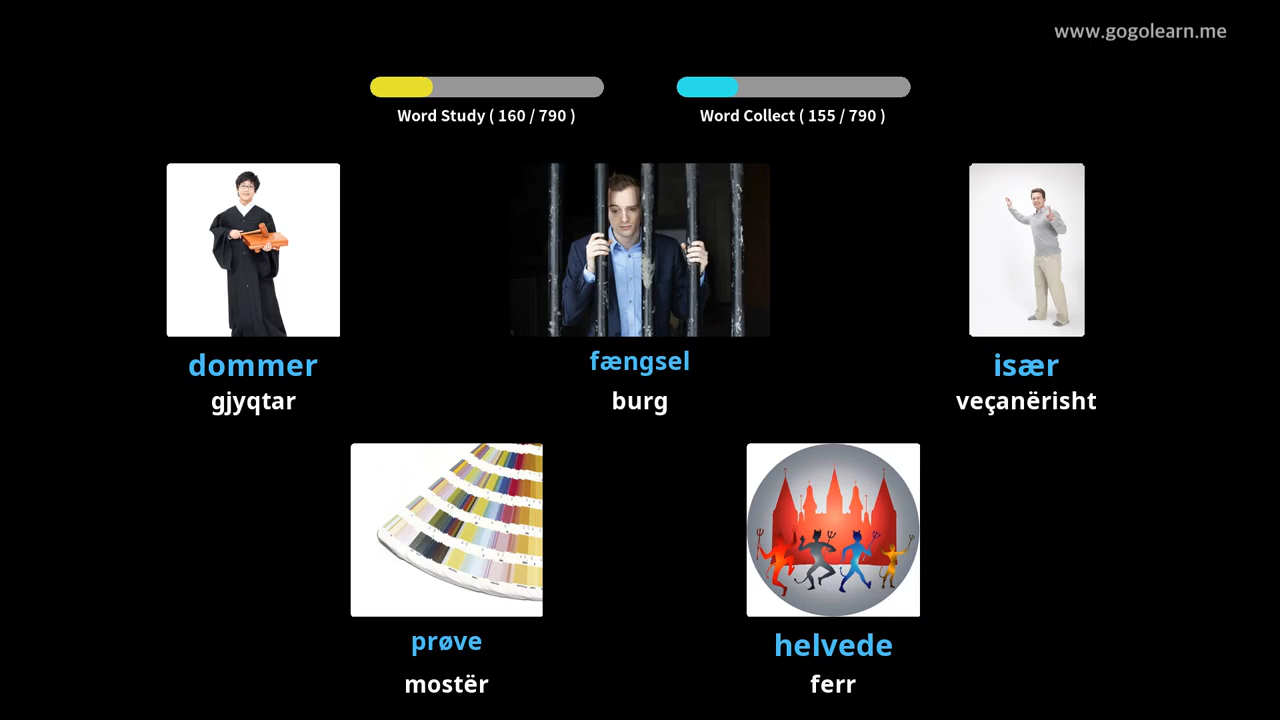 www.gogolearn.me
Word Study ( 160 / 790 )
Word Collect ( 155 / 790 )
dommer
gjyqtar
fængsel
burg
især
veçanërisht
prøve
mostër
helvede
ferr